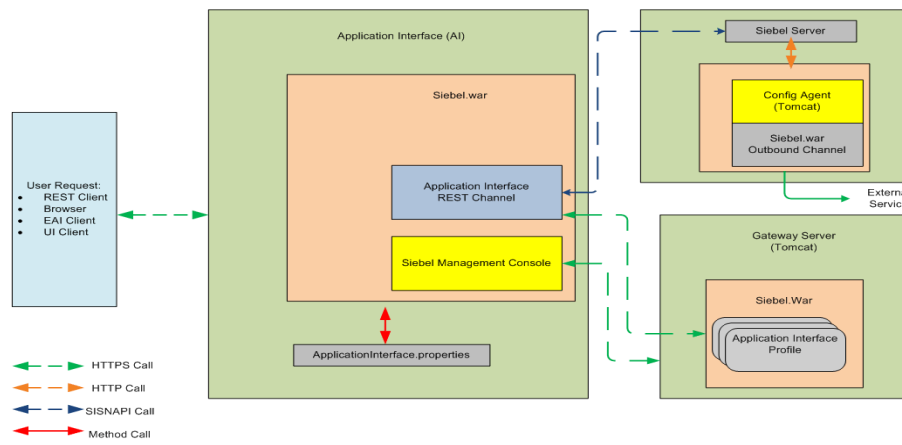 Application Interface (AI)
Siebel.war
Application Interface
REST Channel
Siebel Management Console
ApplicationInterface.properties
User Request:
• REST Client
• Browser
• EAI Client
• UI Client
Siebel Server
Config Agent
(Tomcat)
Siebel.war
Outbound Channel
Externa
Servic
Gateway Server
(Tomcat)
Siebel.War
Application Interface
Profile
HTTPS Call
HTTP Call
SISNAPI Call
Method Call